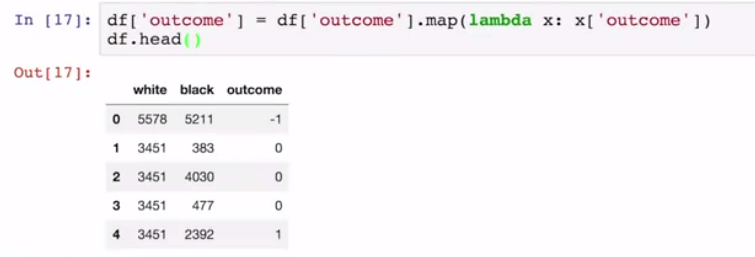 In [17]: df['outcome'] = df['outcome'].map(lambda x: x['outcome'])
df.head()
Out[17]:
white black outcome
0 5578 5211 -1
1 3451 383 0
2 3451 4030 0
3 3451 477 0
4 3451 2392 1